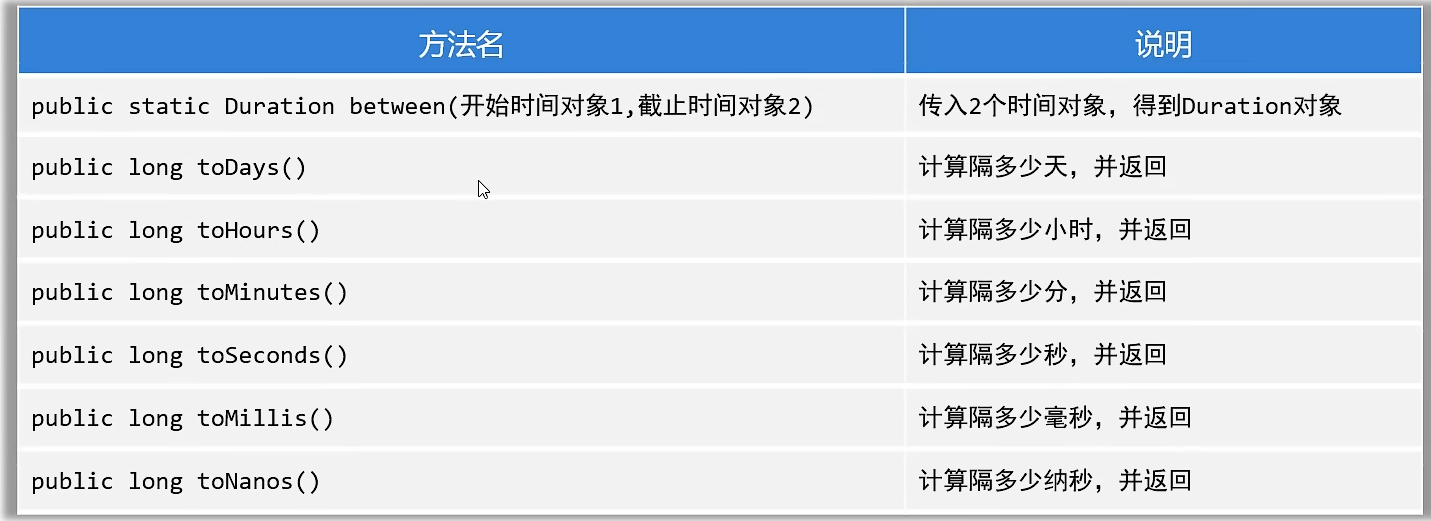 方法名 说明
public static Duration between(开始时间对象1,截止时间对象2) 传入2个时间对象，得到Duration对象
public long toDays() 计算隔多少天，并返回
public long toHours() 计算隔多少小时，并返回
public long toMinutes() 计算隔多少分，并返回
public long toSeconds() 计算隔多少秒，并返回
public long toMillis() 计算隔多少毫秒，并返回
public long toNanos() 计算隔多少纳秒，并返回